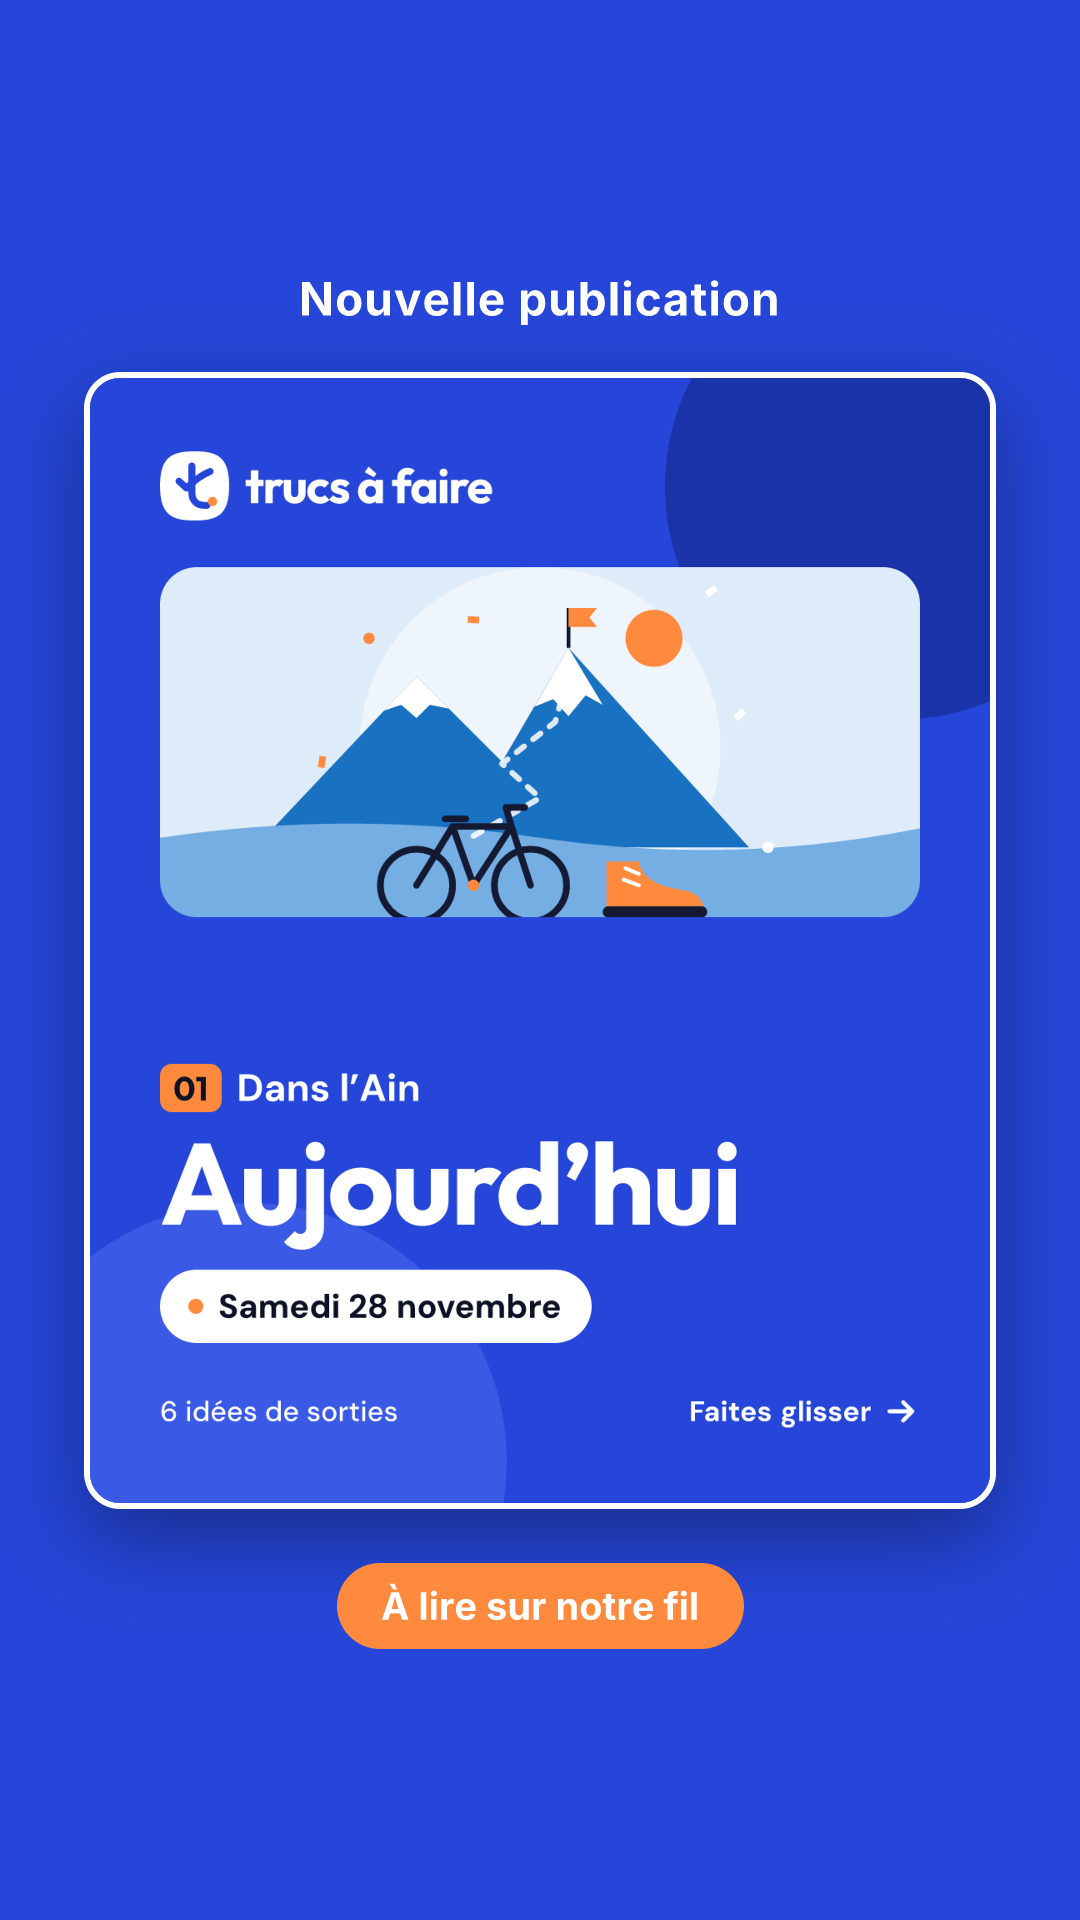 Nouvelle publication
trucs à faire
01 Dans l’Ain
Aujourd’hui
Samedi 28 novembre
6 idées de sorties
Faites glisser →
À lire sur notre fil